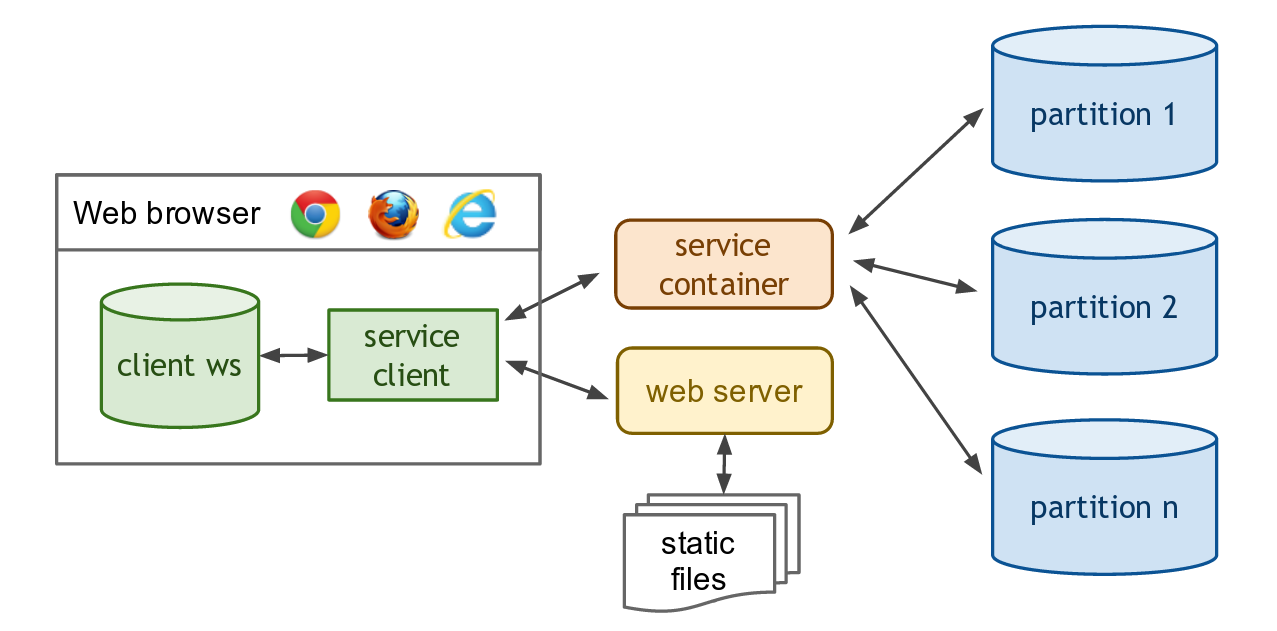 Web browser
client ws
service
client
service
container
web server
static
files
partition 1
partition 2
partition n